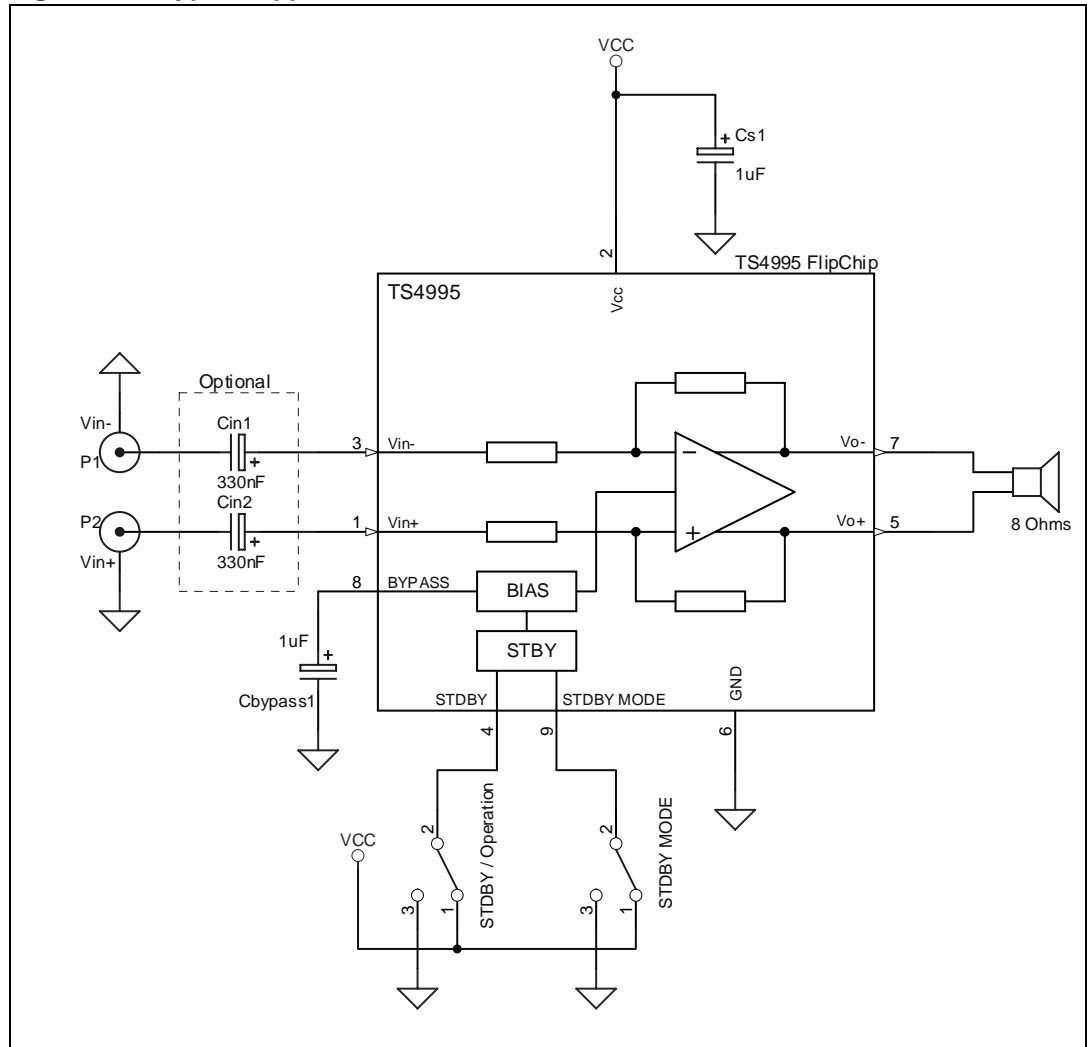 VCC
+
Cs1
1uF
2
TS4995 FlipChip
TS4995
Vcc
Optional
Vin-
P1
Cin1
+
330nF
3
Vin-
Vo-
7
P2
Vin+
Cin2
+
330nF
1
Vin+
Vo+
5
8 Ohms
8
BYPASS
BIAS
STBY
1uF
+
Cbypass1
STDBY
STDBY MODE
GND
4
9
6
VCC
2
3
1
STDBY / Operation
2
3
1
STDBY MODE
−
+